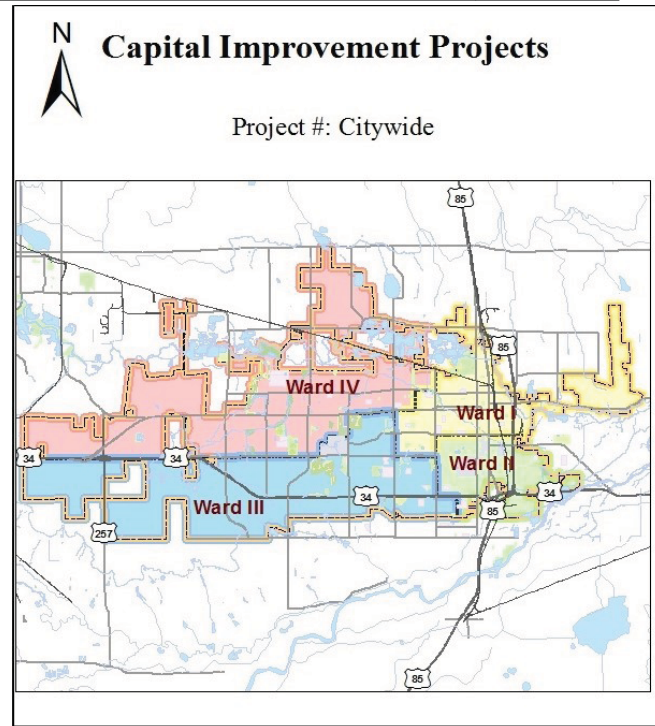 N
Capital Improvement Projects
Project #: Citywide
85
85
Ward IV
Ward I
34
34
Ward II
34
34
Ward III
85
257
85